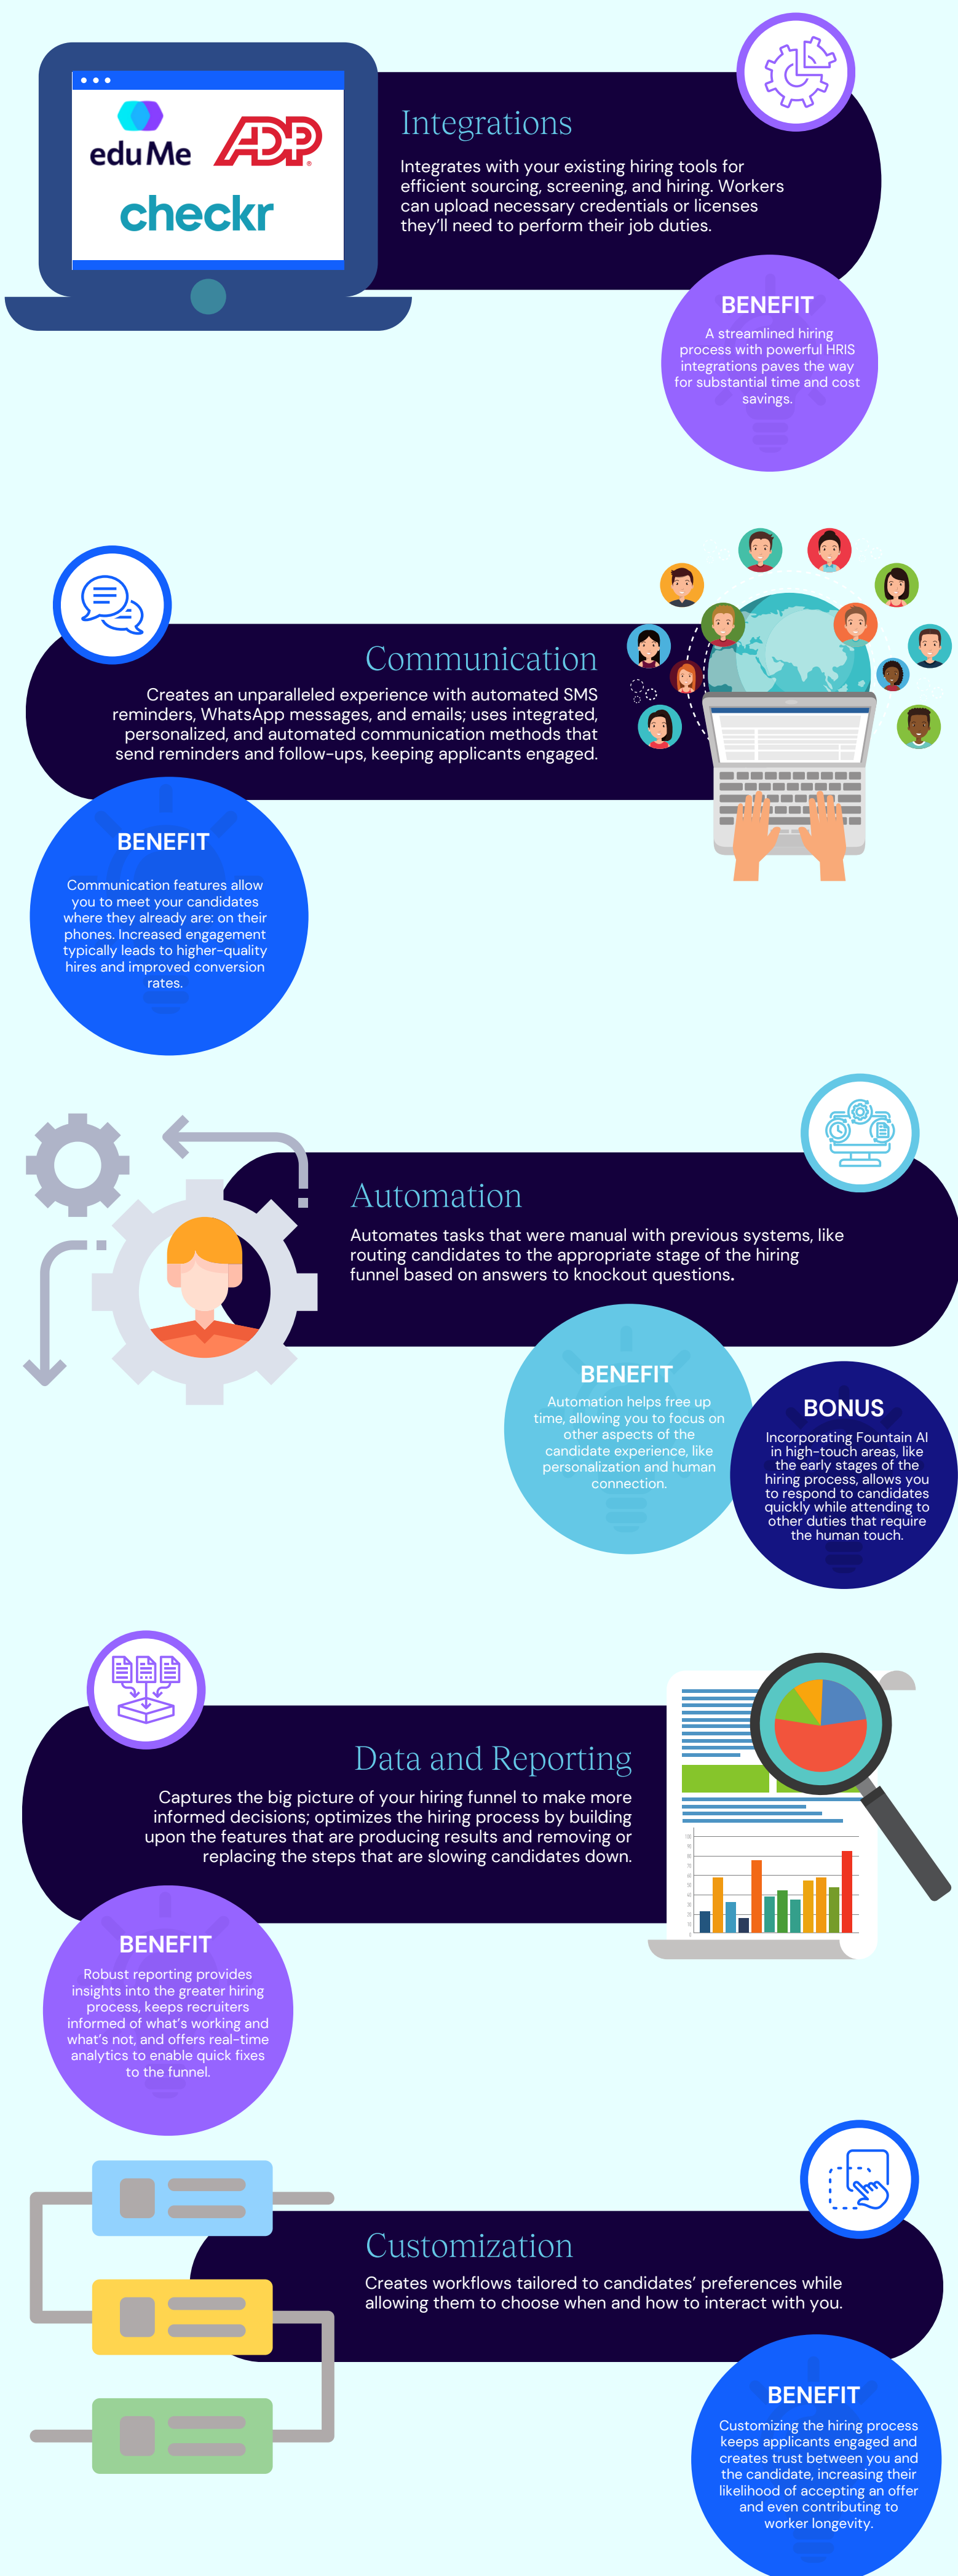 eduMe
ADP
checkr
Integrations
Integrates with your existing hiring tools for
efficient sourcing, screening, and hiring. Workers
can upload necessary credentials or licenses
they’ll need to perform their job duties.
BENEFIT
A streamlined hiring
process with powerful HRIS
integrations paves the way
for substantial time and cost
savings.
Communication
Creates an unparalleled experience with automated SMS
reminders, WhatsApp messages, and emails; uses integrated,
personalized, and automated communication methods that
send reminders and follow-ups, keeping applicants engaged.
BENEFIT
Communication features allow
you to meet your candidates
where they already are: on their
phones. Increased engagement
typically leads to higher-quality
hires and improved conversion
rates.
Automation
Automates tasks that were manual with previous systems, like
routing candidates to the appropriate stage of the hiring
funnel based on answers to knockout questions.
BENEFIT
Automation helps free up
time, allowing you to focus on
other aspects of the
candidate experience, like
personalization and human
connection.
BONUS
Incorporating Fountain AI
in high-touch areas, like
the early stages of the
hiring process, allows you
to respond to candidates
quickly while attending to
other duties that require
the human touch.
Data and Reporting
Captures the big picture of your hiring funnel to make more
informed decisions; optimizes the hiring process by building
upon the features that are producing results and removing or
replacing the steps that are slowing candidates down.
BENEFIT
Robust reporting provides
insights into the greater hiring
process, keeps recruiters
informed of what’s working and
what’s not, and offers real-time
analytics to enable quick fixes
to the funnel.
Customization
Creates workflows tailored to candidates’ preferences while
allowing them to choose when and how to interact with you.
BENEFIT
Customizing the hiring process
keeps applicants engaged and
creates trust between you and
the candidate, increasing their
likelihood of accepting an offer
and even contributing to
worker longevity.